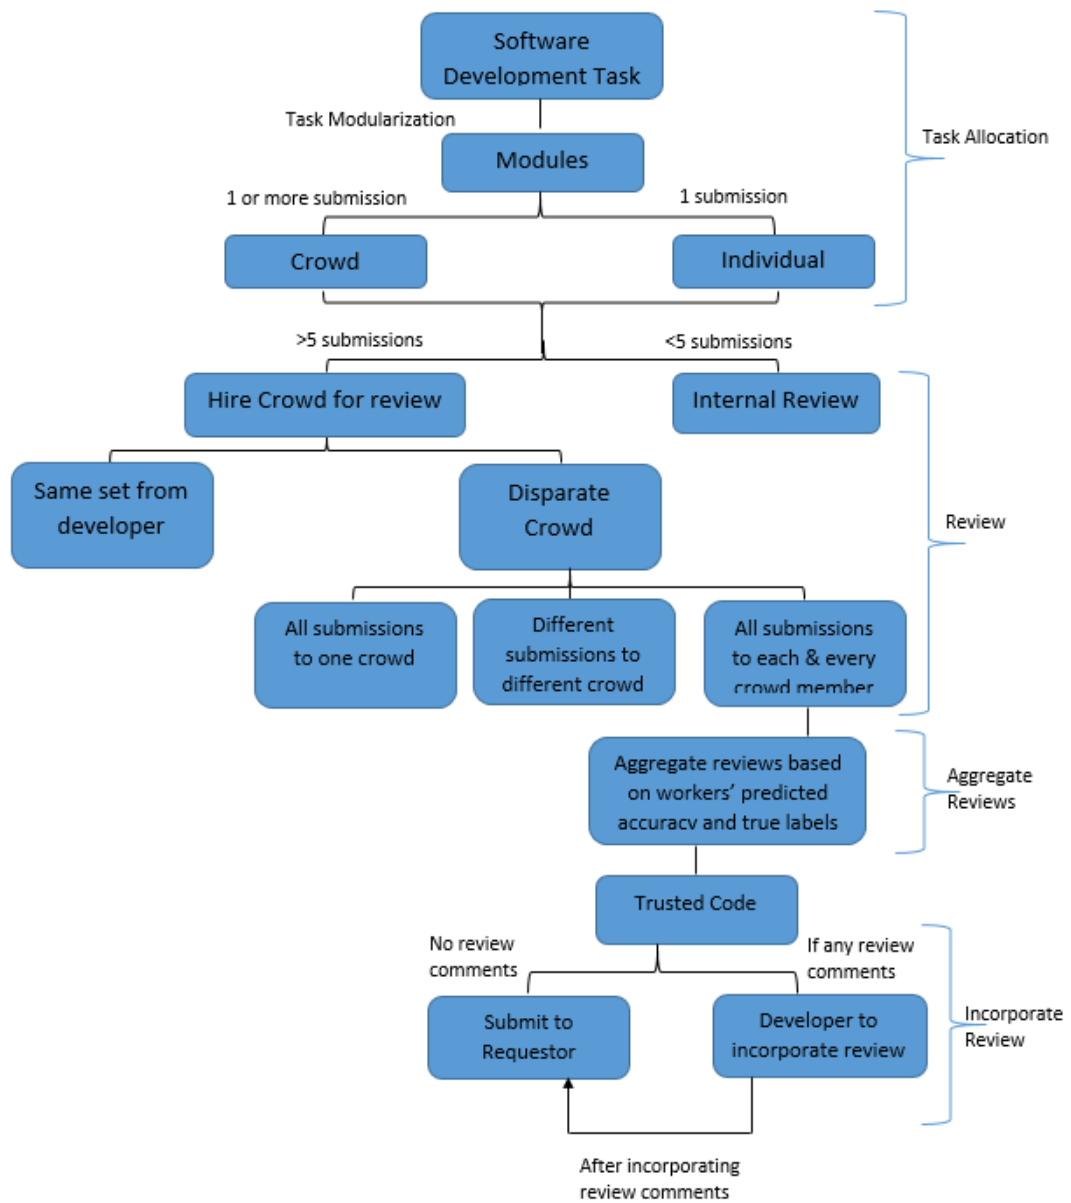 Software
Development Task
Task Modularization
Modules
Task Allocation
1 or more submission
1 submission
Crowd
Individual
>5 submissions
<5 submissions
Hire Crowd for review
Internal Review
Same set from
developer
Disparate
Crowd
Review
All submissions
to one crowd
Different
submissions to
different crowd
All submissions
to each & every
crowd member
Aggregate reviews based
on workers’ predicted
accuracy and true labels
Aggregate
Reviews
Trusted Code
No review
comments
If any review
comments
Submit to
Requestor
Developer to
incorporate review
Incorporate
Review
After incorporating
review comments